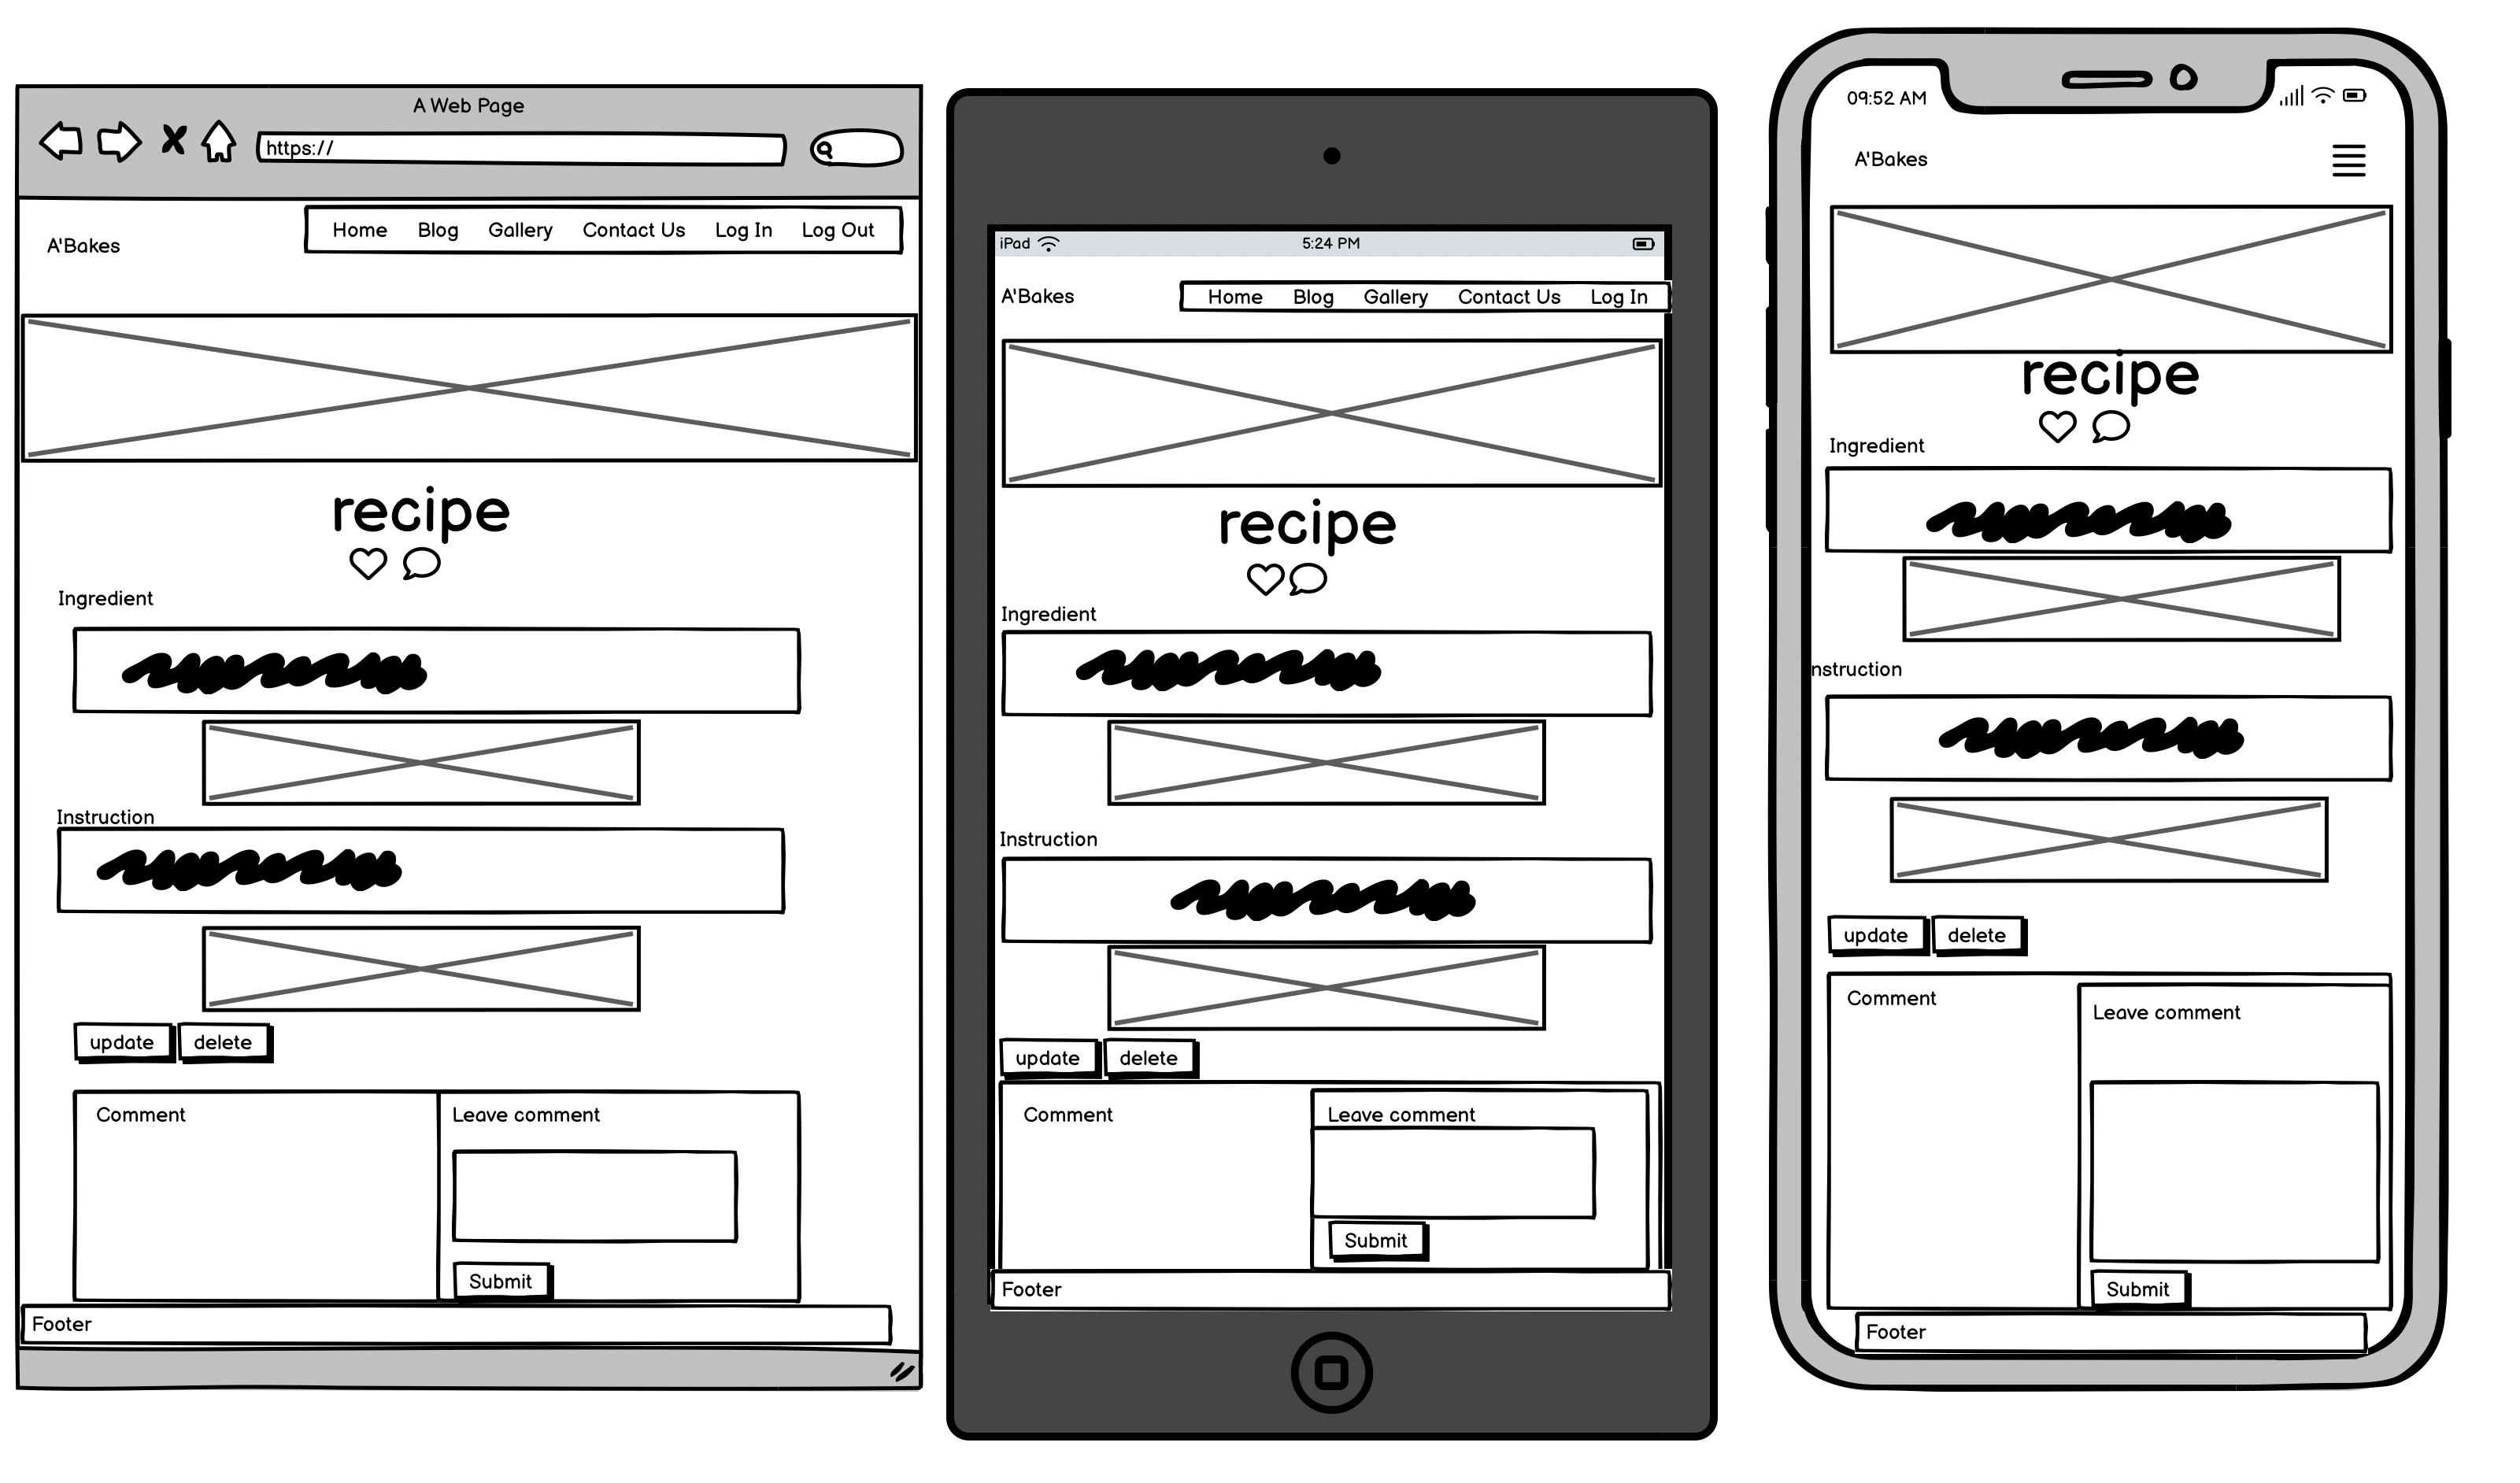 A Web Page
https://
Home Blog Gallery Contact Us Log In Log Out
A'Bakes
recipe
Ingredient
Instruction
update delete
Comment Leave comment
Submit
Footer
iPad 5:24 PM
A'Bakes Home Blog Gallery Contact Us Log In
recipe
Ingredient
Instruction
update delete
Comment Leave comment
Submit
Footer
09:52 AM
A'Bakes
recipe
Ingredient
nstruction
update delete
Comment Leave comment
Submit
Footer